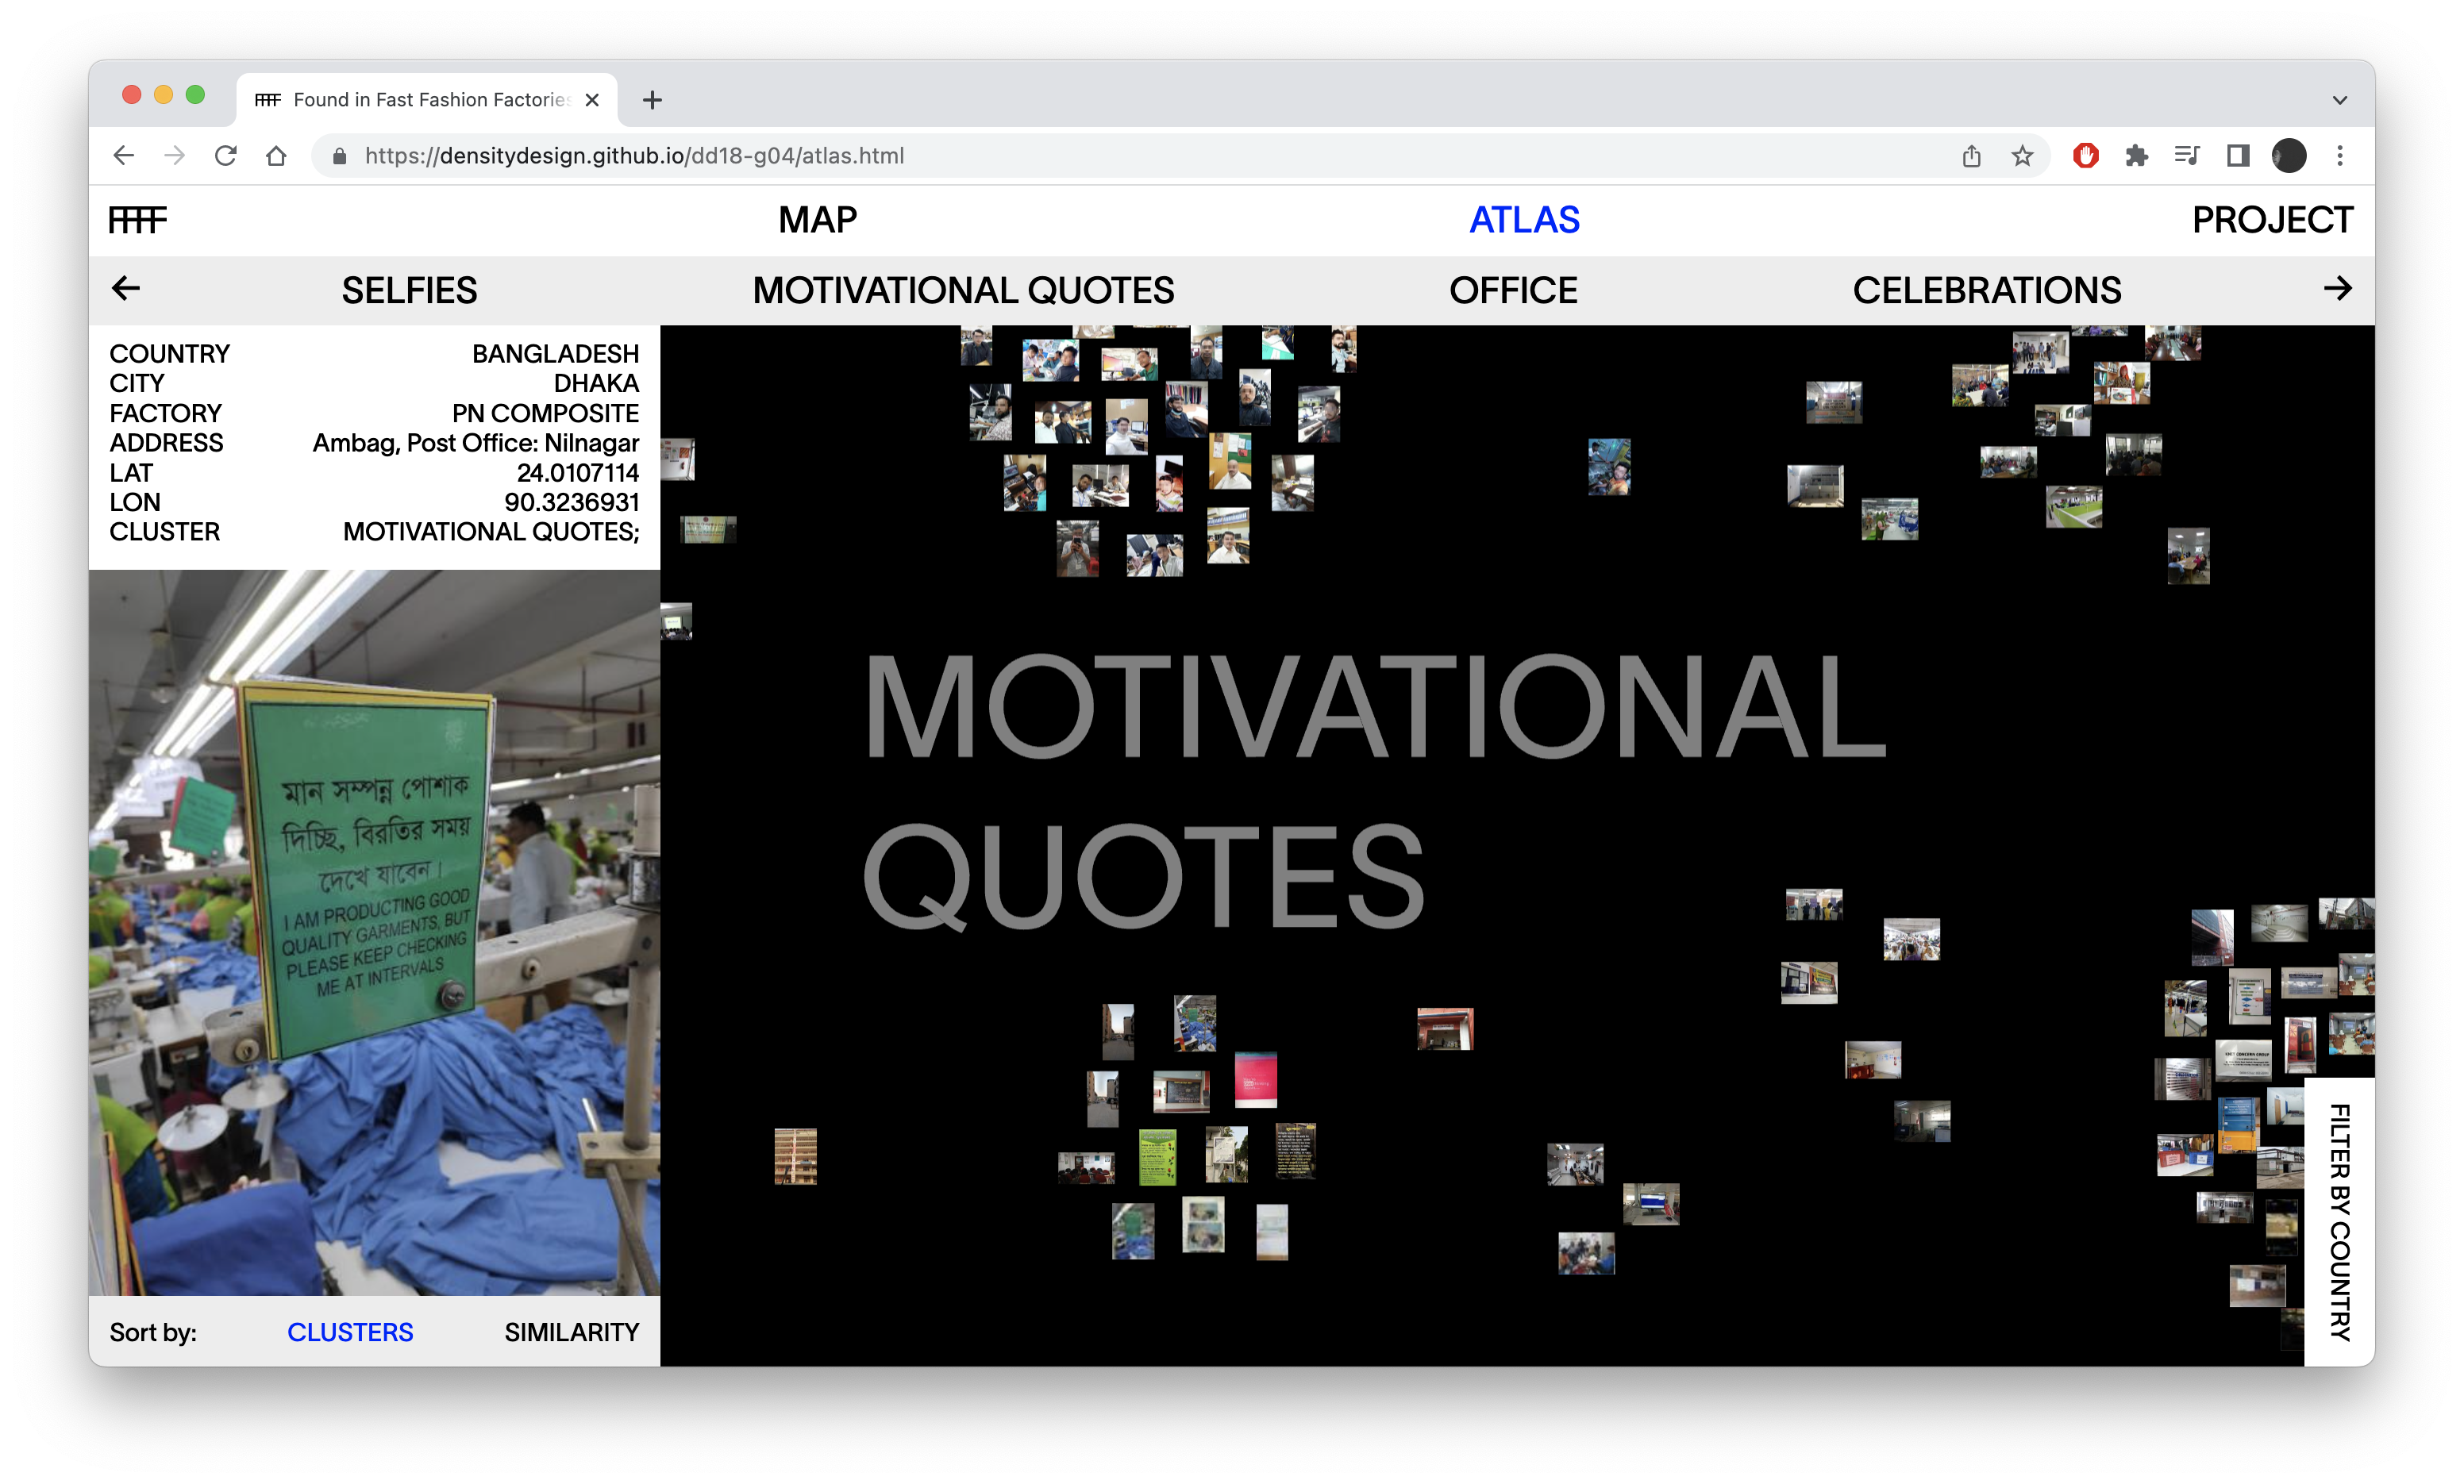 Found in Fast Fashion Factories
https://densitydesign.github.io/dd18-g04/atlas.html
FFFF
MAP
ATLAS
PROJECT
SELFIES
MOTIVATIONAL QUOTES
OFFICE
CELEBRATIONS
COUNTRY BANGLADESH
CITY DHAKA
FACTORY PN COMPOSITE
ADDRESS Ambag, Post Office: Nilnagar
LAT 24.0107114
LON 90.3236931
CLUSTER MOTIVATIONAL QUOTES;
মান সম্পন্ন পোশাক
দিচ্ছি, বিরতির সময়
দেখে যাবেন।
I AM PRODUCTING GOOD
QUALITY GARMENTS, BUT
PLEASE KEEP CHECKING
ME AT INTERVALS
Sort by: CLUSTERS SIMILARITY
MOTIVATIONAL
QUOTES
FILTER BY COUNTRY